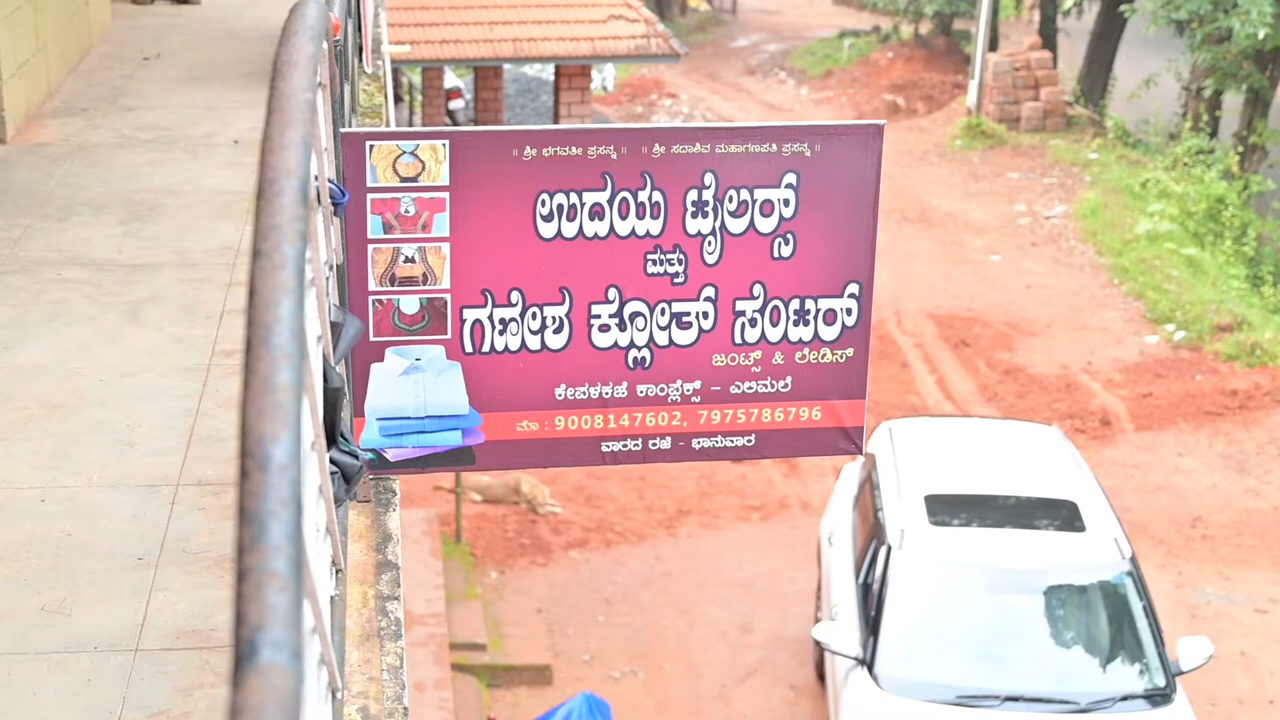 ॥ ಶ್ರೀ ಭಗವತೀ ಪ್ರಸನ್ನ ॥ ॥ ಶ್ರೀ ಸದಾಶಿವ ಮಹಾಗಣಪತಿ ಪ್ರಸನ್ನ ॥
ಉದಯ ಟೈಲರ್‍ಸ್
ಮತ್ತು
ಗಣೇಶ ಕ್ಲೋತ್ ಸೆಂಟರ್
ಜಂಟ್ಸ್ & ಲೇಡಿಸ್
ಕೇಪಳಕಜೆ ಕಾಂಪ್ಲೆಕ್ಸ್ – ಎಲಿಮಲೆ
ಮೊ : 9008147602, 7975786796
ವಾರದ ರಜೆ - ಭಾನುವಾರ